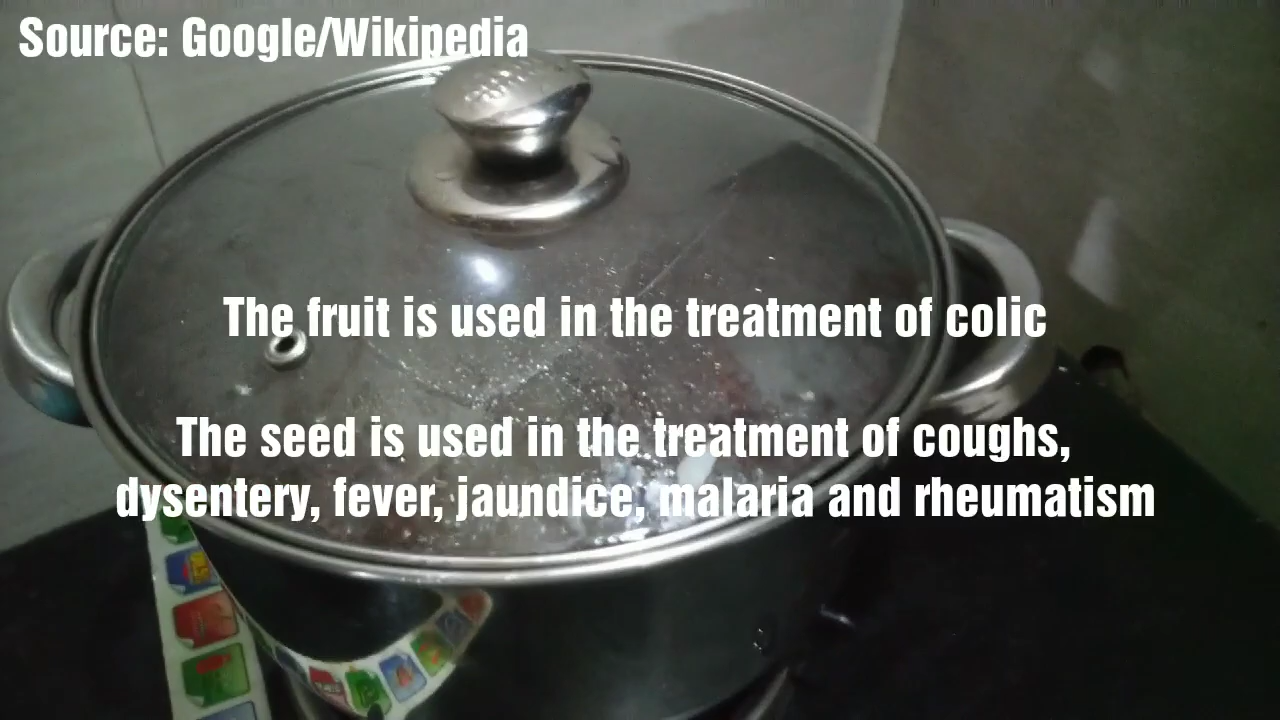 Source: Google/Wikipedia
The fruit is used in the treatment of colic
The seed is used in the treatment of coughs,
dysentery, fever, jaundice, malaria and rheumatism